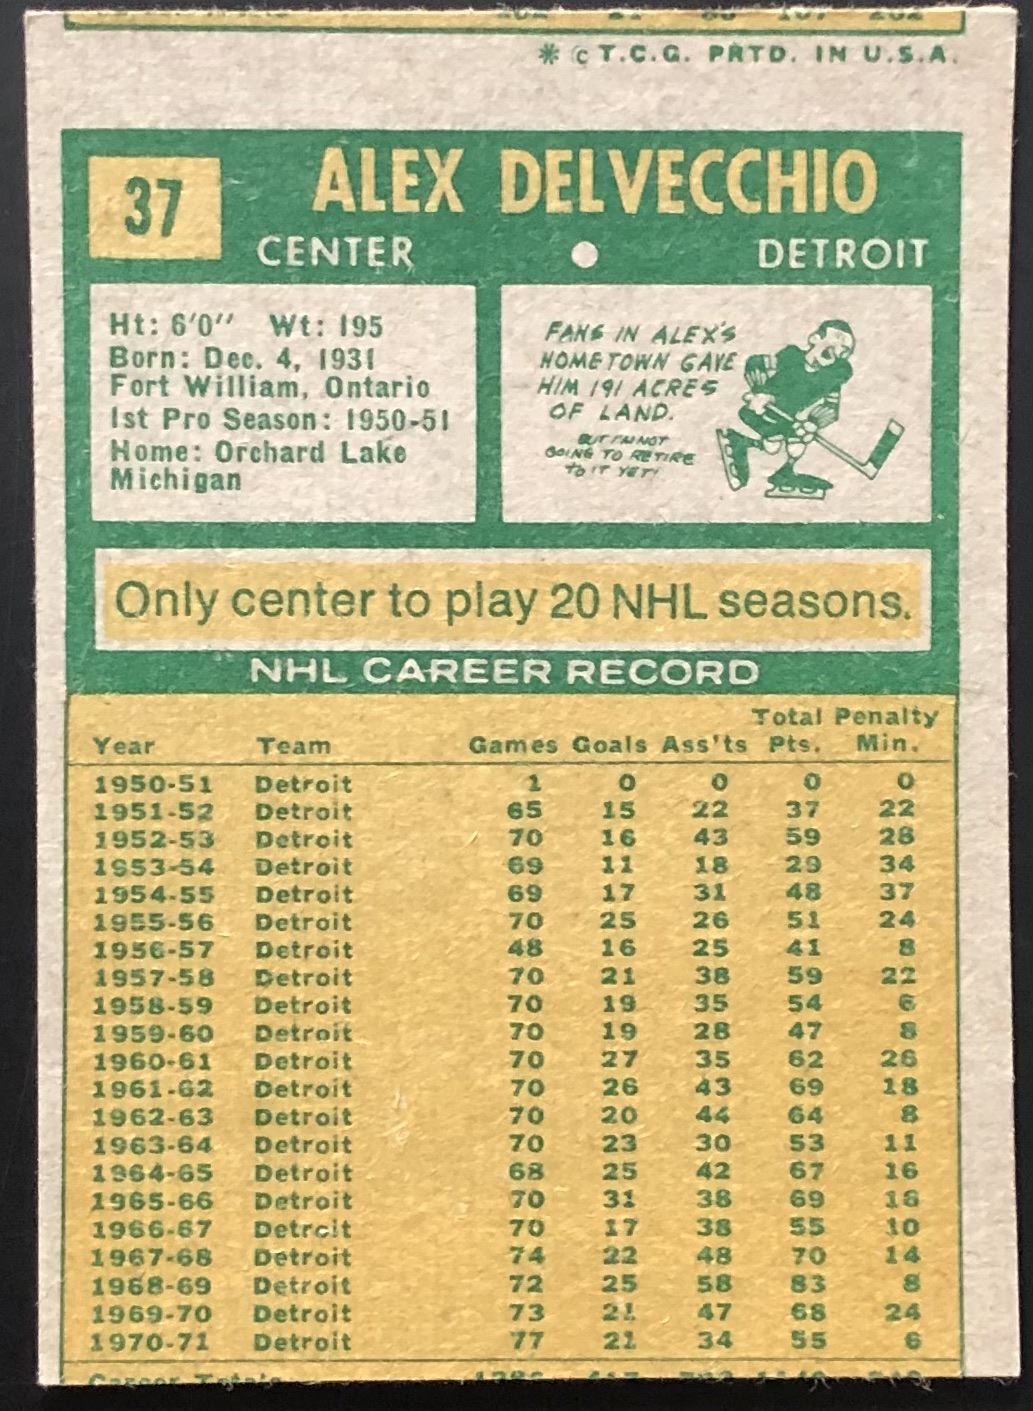 * © T.C.G. PRTD. IN U.S.A.
37
ALEX DELVECCHIO
CENTER • DETROIT
Ht: 6'0" Wt: 195
Born: Dec. 4, 1931
Fort William, Ontario
1st Pro Season: 1950-51
Home: Orchard Lake
Michigan
FANS IN ALEX'S
HOMETOWN GAVE
HIM 191 ACRES
OF LAND.
BUT I'M NOT
GOING TO RETIRE
TO IT YET!
Only center to play 20 NHL seasons.
NHL CAREER RECORD
Year Team Games Goals Ass'ts Total Pts. Penalty Min.
1950-51 Detroit 1 0 0 0 0
1951-52 Detroit 65 15 22 37 22
1952-53 Detroit 70 16 43 59 28
1953-54 Detroit 69 11 18 29 34
1954-55 Detroit 69 17 31 48 37
1955-56 Detroit 70 25 26 51 24
1956-57 Detroit 48 16 25 41 8
1957-58 Detroit 70 21 38 59 22
1958-59 Detroit 70 19 35 54 6
1959-60 Detroit 70 19 28 47 8
1960-61 Detroit 70 27 35 62 26
1961-62 Detroit 70 26 43 69 18
1962-63 Detroit 70 20 44 64 8
1963-64 Detroit 70 23 30 53 11
1964-65 Detroit 68 25 42 67 16
1965-66 Detroit 70 31 38 69 16
1966-67 Detroit 70 17 38 55 10
1967-68 Detroit 74 22 48 70 14
1968-69 Detroit 72 25 58 83 8
1969-70 Detroit 73 21 47 68 24
1970-71 Detroit 77 21 34 55 6
Career Totals